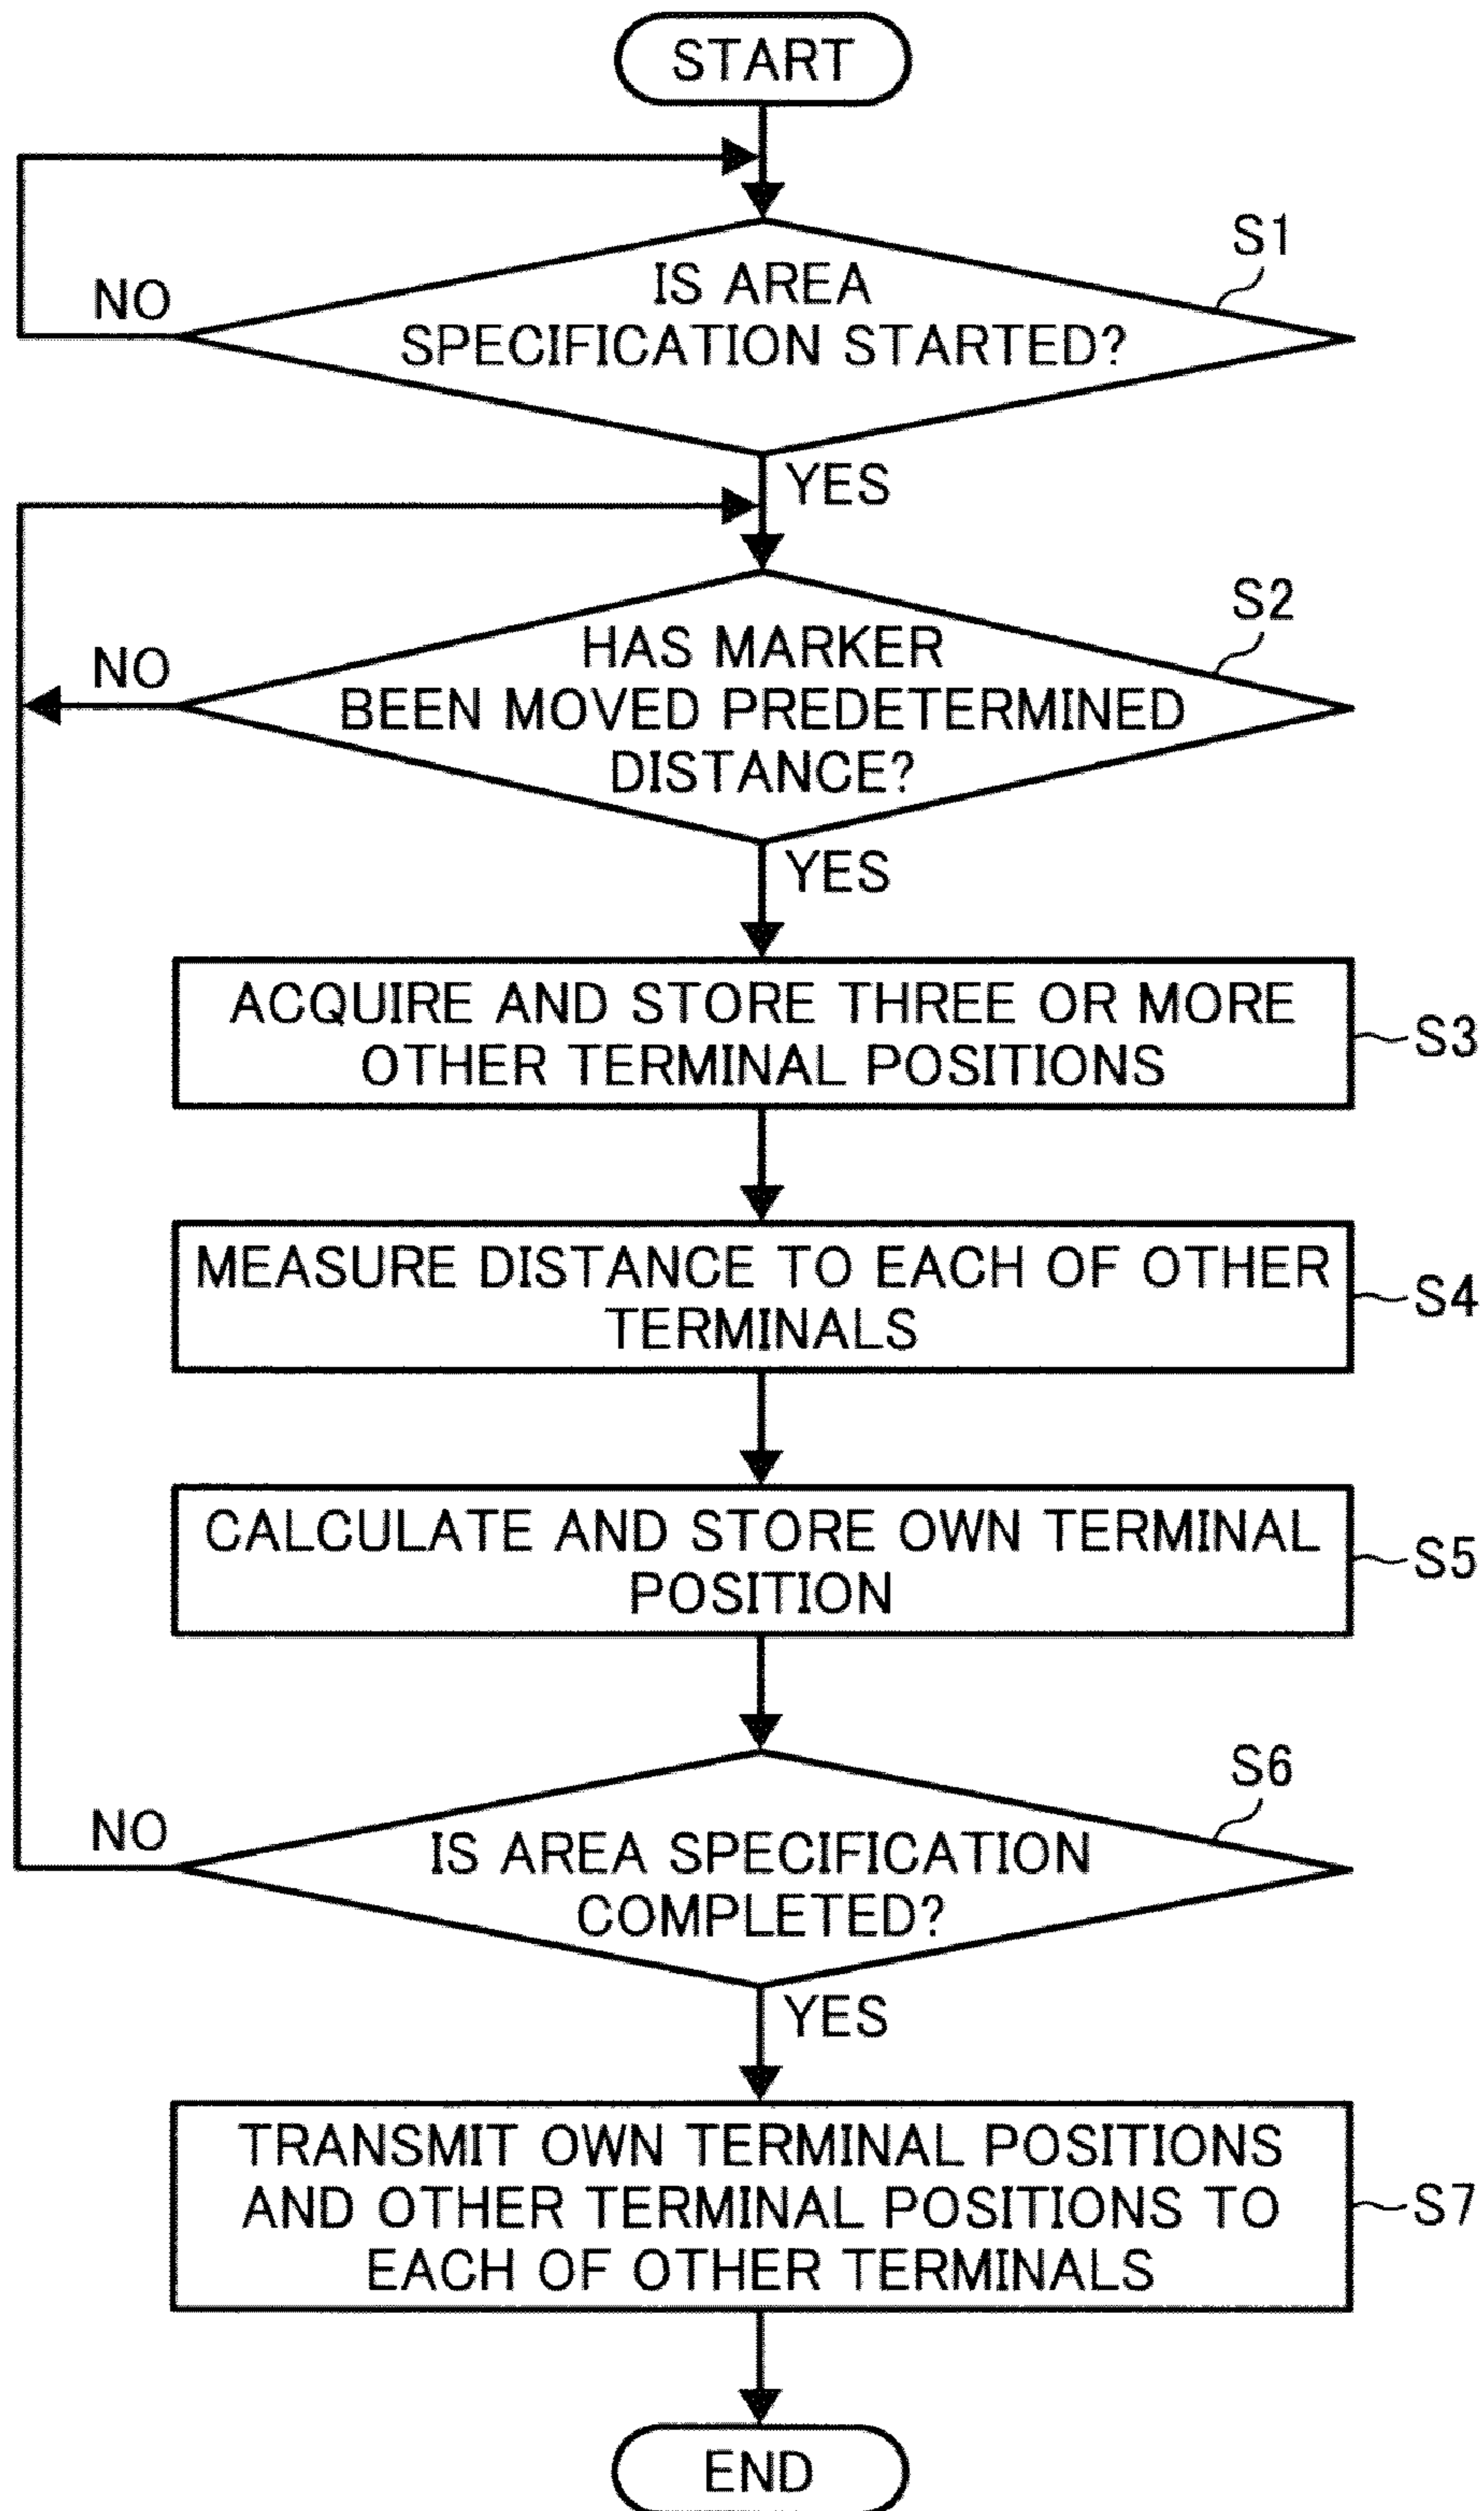 START
S1
IS AREA
NO
SPECIFICATION STARTED?
YES
S2
HAS MARKER
NO
BEEN MOVED PREDETERMINED
DISTANCE?
YES
ACQUIRE AND STORE THREE OR MORE
OTHER TERMINAL POSITIONS
S3
MEASURE DISTANCE TO EACH OF OTHER
TERMINALS
S4
CALCULATE AND STORE OWN TERMINAL
POSITION
S5
S6
NO
IS AREA SPECIFICATION
COMPLETED?
YES
TRANSMIT OWN TERMINAL POSITIONS
AND OTHER TERMINAL POSITIONS TO
EACH OF OTHER TERMINALS
S7
END